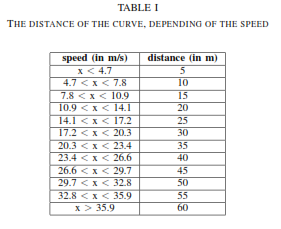 TABLE I
THE DISTANCE OF THE CURVE, DEPENDING OF THE SPEED
speed (in m/s) distance (in m)
x < 4.7 5
4.7 < x < 7.8 10
7.8 < x < 10.9 15
10.9 < x < 14.1 20
14.1 < x < 17.2 25
17.2 < x < 20.3 30
20.3 < x < 23.4 35
23.4 < x < 26.6 40
26.6 < x < 29.7 45
29.7 < x < 32.8 50
32.8 < x < 35.9 55
x > 35.9 60